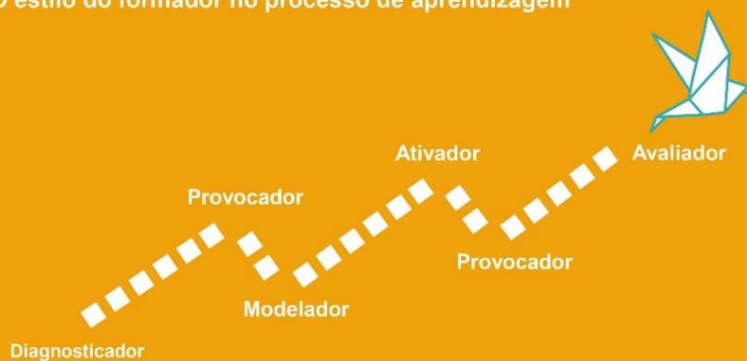 estilo do formador no processo de aprendizagem
Ativador
Avaliador
Provocador
Provocador
Modelador
Diagnosticador